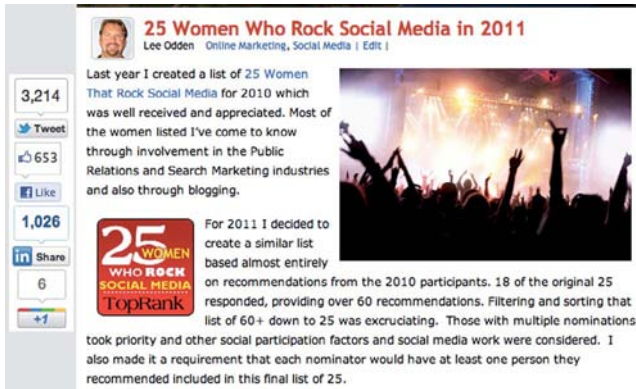 25 Women Who Rock Social Media in 2011
Lee Odden Online Marketing, Social Media | Edit |
3,214
Tweet
653
Like
1,026
in Share
6
+1
Last year I created a list of 25 Women
That Rock Social Media for 2010 which
was well received and appreciated. Most of
the women listed I've come to know
through involvement in the Public
Relations and Search Marketing industries
and also through blogging.
25 WOMEN
WHO ROCK
SOCIAL MEDIA
TopRank
For 2011 I decided to
create a similar list
based almost entirely
on recommendations from the 2010 participants. 18 of the original 25
responded, providing over 60 recommendations. Filtering and sorting that
list of 60+ down to 25 was excruciating. Those with multiple nominations
took priority and other social participation factors and social media work were considered. I
also made it a requirement that each nominator would have at least one person they
recommended included in this final list of 25.